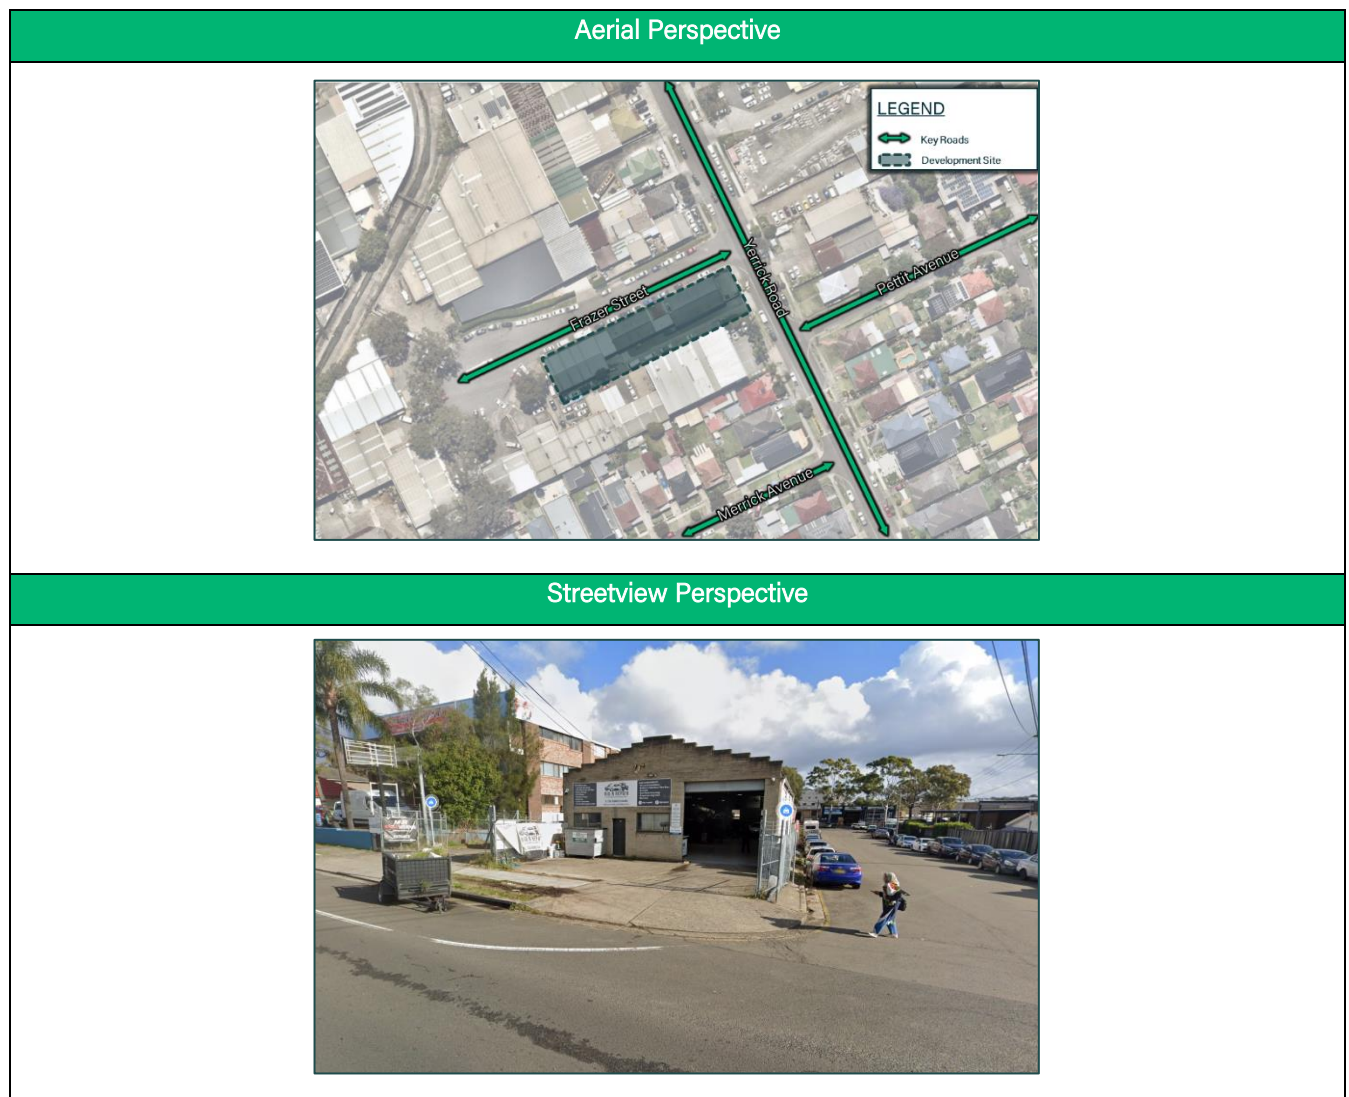 Aerial Perspective
LEGEND
Key Roads
Development Site
Yerrick Road
Pettit Avenue
Frazer Street
Merrick Avenue
Streetview Perspective